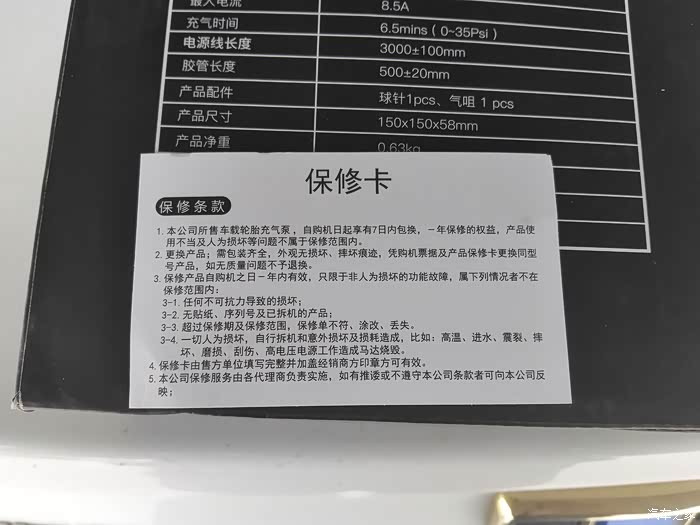 最大电流 8.5A
充气时间 6.5mins（0~35Psi）
电源线长度 3000±100mm
胶管长度 500±20mm
产品配件 球针1pcs、气咀 1 pcs
产品尺寸 150x150x58mm
产品净重 0.63kg
保修卡
保修条款
1. 本公司所售车载轮胎充气泵，自购机日起享有7日内包换，一年保修的权益，产品使
用不当及人为损坏等问题不属于保修范围内。
2. 更换产品；需包装齐全，外观无损坏、摔坏痕迹，凭购机票据及产品保修卡更换同型
号产品，如无质量问题不予退换。
3. 保修产品自购机之日一年内有效，只限于非人为损坏的功能故障，属下列情况者不在
保修范围内：
3-1. 任何不可抗力导致的损坏；
3-2. 无贴纸、序列号及已拆机的产品；
3-3. 超过保修期及保修范围，保修单不符、涂改、丢失。
3-4. 一切人为损坏，自行拆机和意外损坏及损耗造成，比如：高温、进水、震裂、摔
坏、磨损、刮伤、高电压电源工作造成马达烧毁。
4. 保修卡由售方单位填写完整并加盖经销商方印章方可有效。
5. 本公司保修服务由各代理商负责实施，如有推诿或不遵守本公司条款者可向本公司反
映；
汽车之家